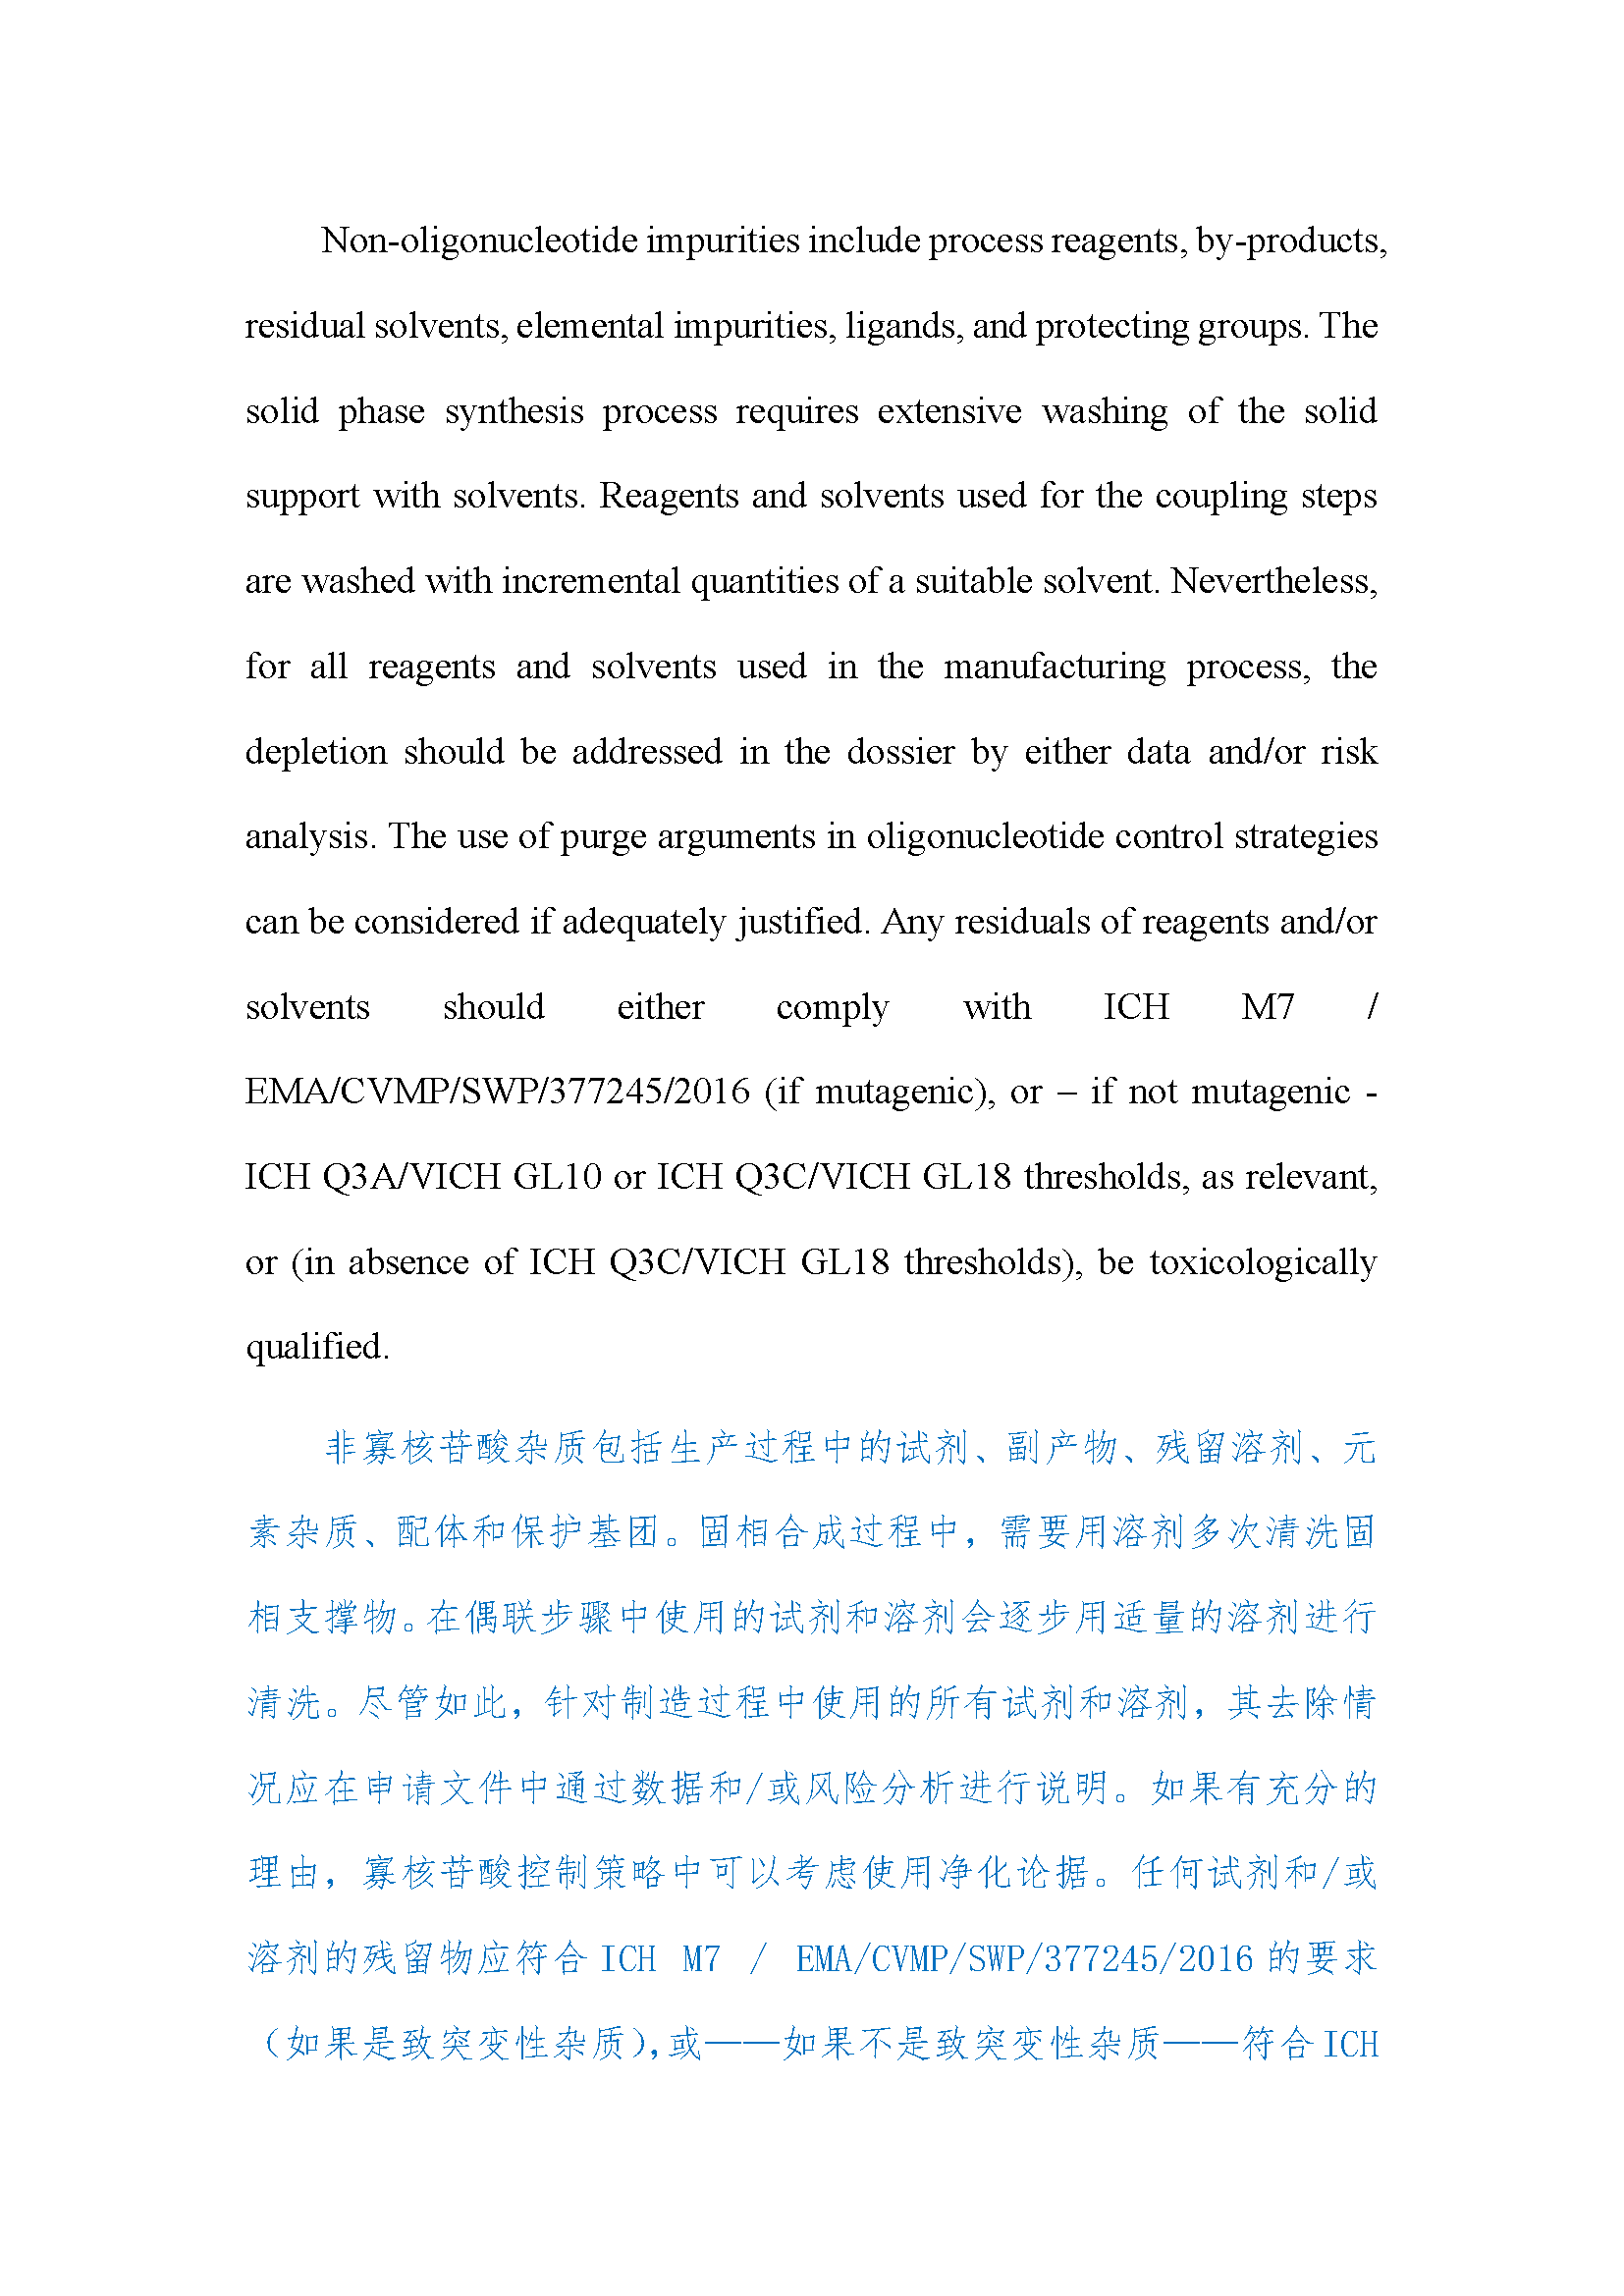 Non-oligonucleotide impurities include process reagents, by-products,
residual solvents, elemental impurities, ligands, and protecting groups. The
solid phase synthesis process requires extensive washing of the solid
support with solvents. Reagents and solvents used for the coupling steps
are washed with incremental quantities of a suitable solvent. Nevertheless,
for all reagents and solvents used in the manufacturing process, the
depletion should be addressed in the dossier by either data and/or risk
analysis. The use of purge arguments in oligonucleotide control strategies
can be considered if adequately justified. Any residuals of reagents and/or
solvents should either comply with ICH M7 /
EMA/CVMP/SWP/377245/2016 (if mutagenic), or – if not mutagenic -
ICH Q3A/VICH GL10 or ICH Q3C/VICH GL18 thresholds, as relevant,
or (in absence of ICH Q3C/VICH GL18 thresholds), be toxicologically
qualified.
非寡核苷酸杂质包括生产过程中的试剂、副产物、残留溶剂、元
素杂质、配体和保护基团。固相合成过程中，需要用溶剂多次清洗固
相支撑物。在偶联步骤中使用的试剂和溶剂会逐步用适量的溶剂进行
清洗。尽管如此，针对制造过程中使用的所有试剂和溶剂，其去除情
况应在申请文件中通过数据和/或风险分析进行说明。如果有充分的
理由，寡核苷酸控制策略中可以考虑使用净化论据。任何试剂和/或
溶剂的残留物应符合 ICH M7 / EMA/CVMP/SWP/377245/2016 的要求
（如果是致突变性杂质），或——如果不是致突变性杂质——符合 ICH